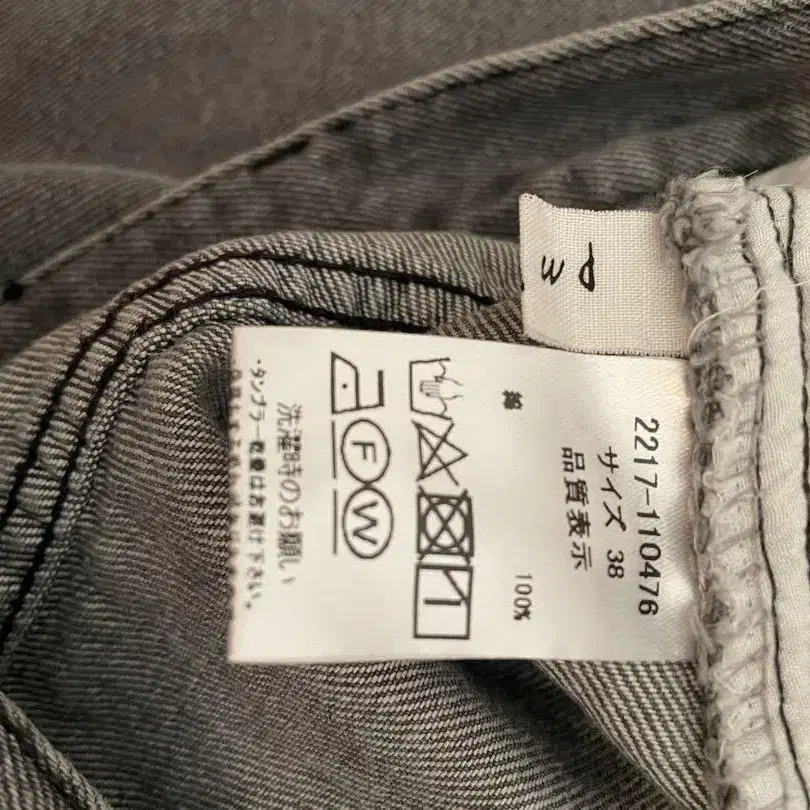 2217-110476
サイズ 38
品質表示
綿 100%
F W
洗濯時のお願い
・タンブラー乾燥はお避け下さい。